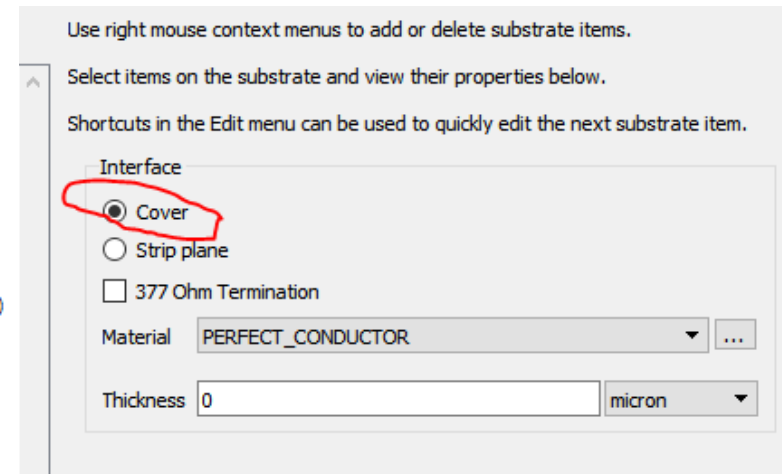 Use right mouse context menus to add or delete substrate items.
Select items on the substrate and view their properties below.
Shortcuts in the Edit menu can be used to quickly edit the next substrate item.
Interface
Cover
Strip plane
377 Ohm Termination
Material PERFECT_CONDUCTOR ...
Thickness 0 micron